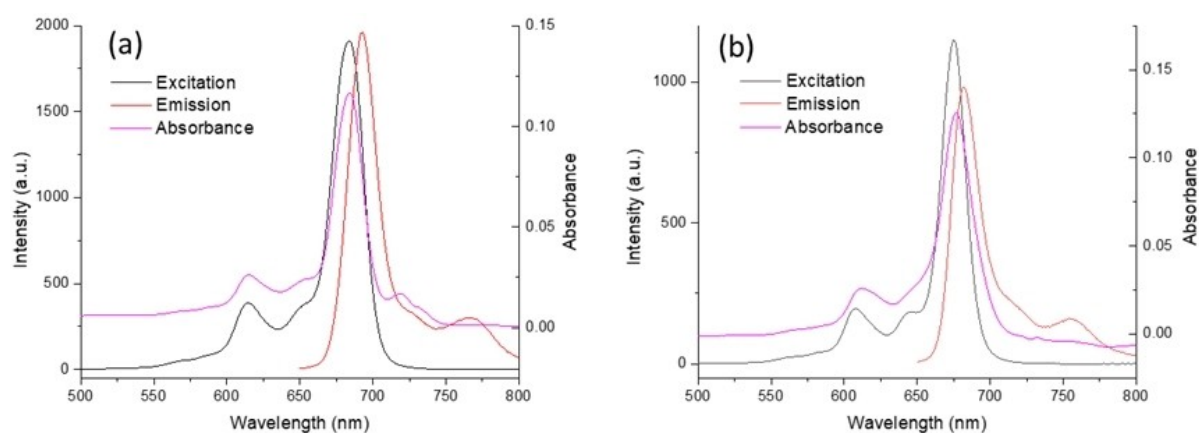 (a)
Excitation
Emission
Absorbance
2000
1500
1000
500
0
Intensity (a.u.)
0.15
0.10
0.05
0.00
Absorbance
500 550 600 650 700 750 800
Wavelength (nm)
(b)
Excitation
Emission
Absorbance
1000
500
0
Intensity (a.u.)
0.15
0.10
0.05
0.00
Absorbance
500 550 600 650 700 750 800
Wavelength (nm)